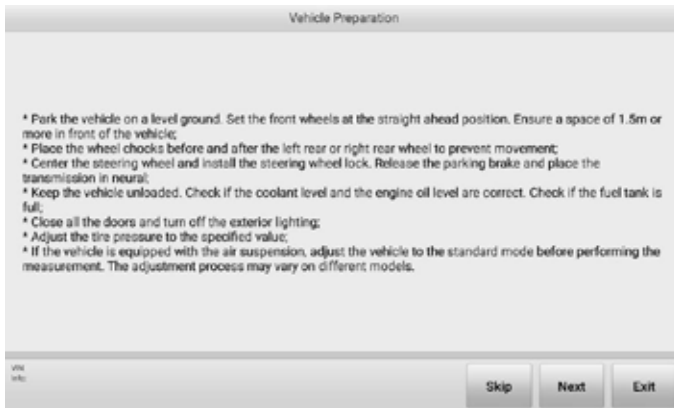 Vehicle Preparation
* Park the vehicle on a level ground. Set the front wheels at the straight ahead position. Ensure a space of 1.5m or
more in front of the vehicle;
* Place the wheel chocks before and after the left rear or right rear wheel to prevent movement;
* Center the steering wheel and install the steering wheel lock. Release the parking brake and place the
transmission in neural;
* Keep the vehicle unloaded. Check if the coolant level and the engine oil level are correct. Check if the fuel tank is
full;
* Close all the doors and turn off the exterior lighting;
* Adjust the tire pressure to the specified value;
* If the vehicle is equipped with the air suspension, adjust the vehicle to the standard mode before performing the
measurement. The adjustment process may vary on different models.
VIN
Info:
Skip Next Exit